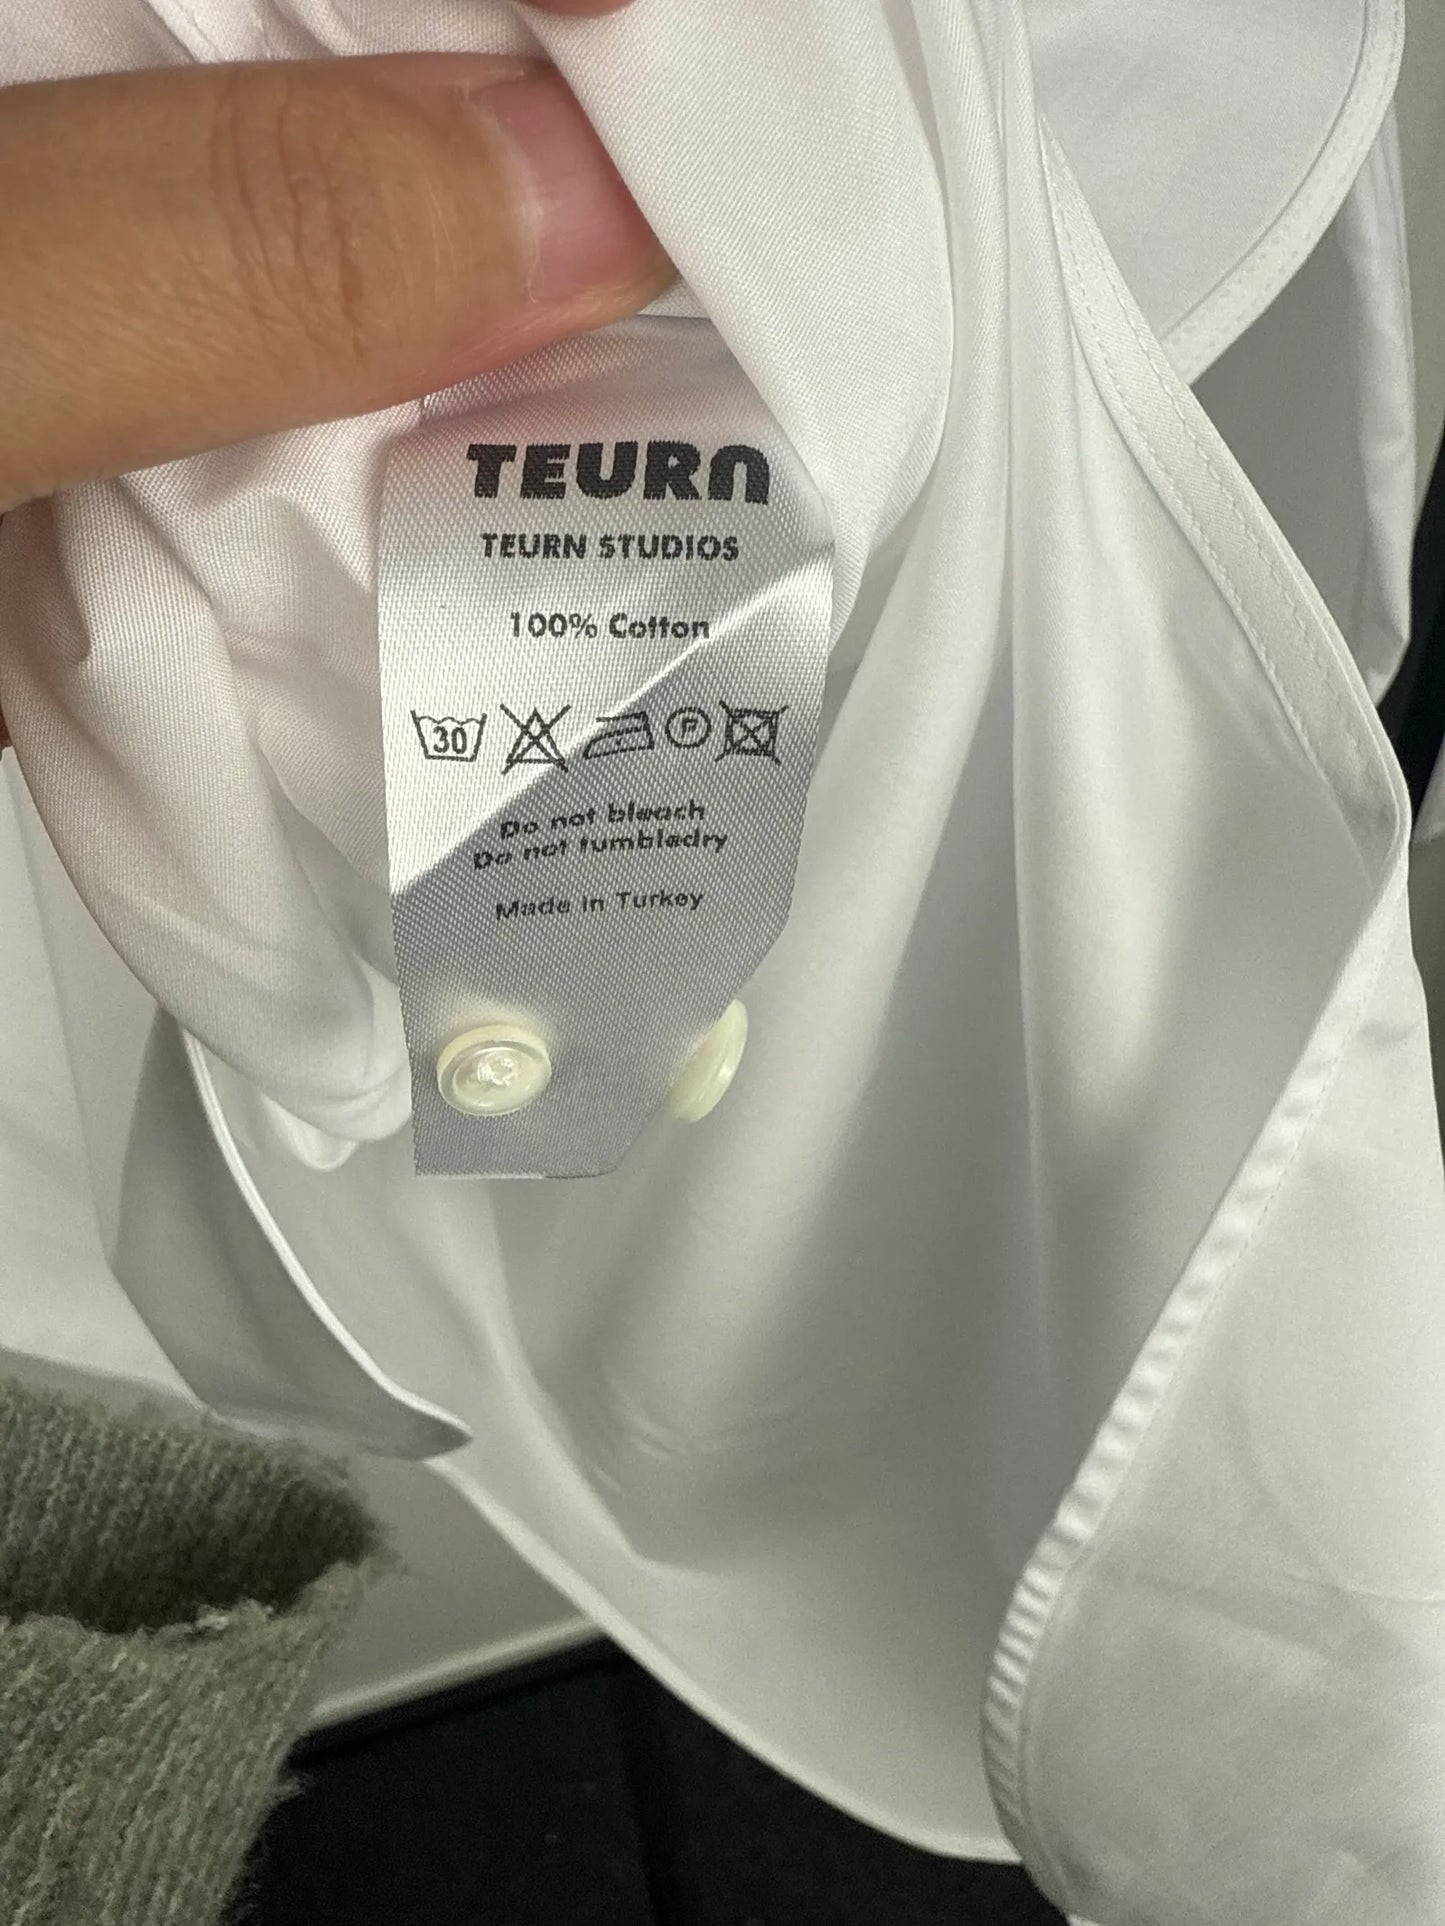 TEURN
TEURN STUDIOS
100% Cotton
30 P
Do not bleach
Do not tumbledry
Made in Turkey